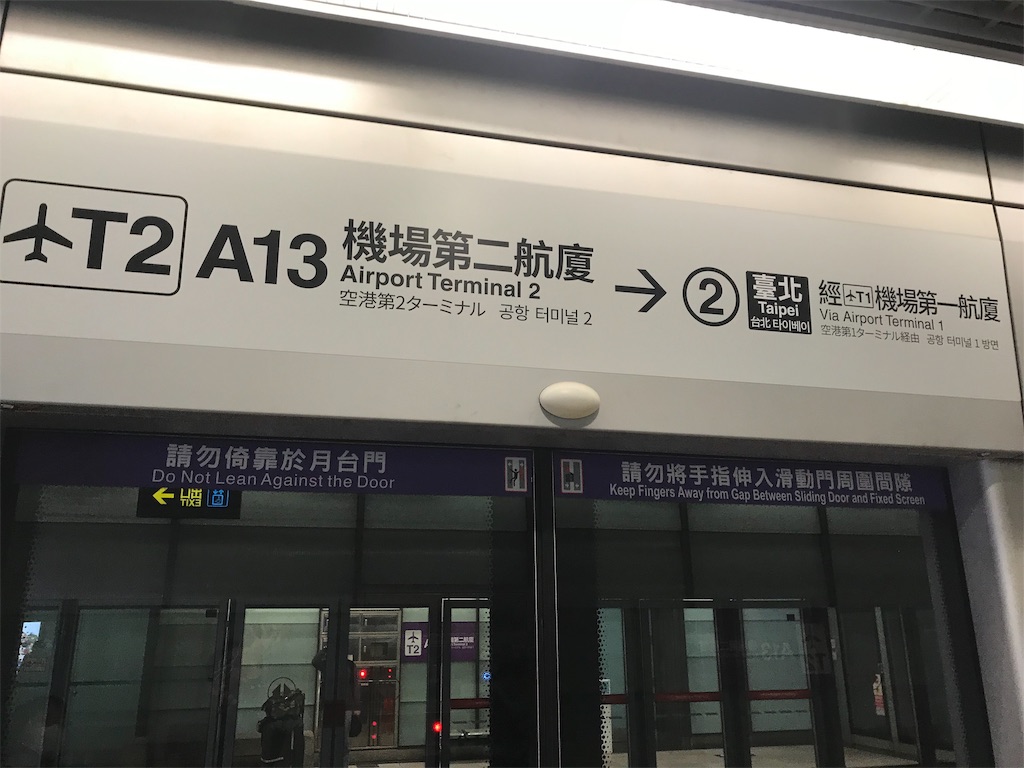 T2
A13
機場第二航廈
Airport Terminal 2
空港第2ターミナル 공항 터미널 2
→
2
臺北
Taipei
台北 타이베이
經 T1 機場第一航廈
Via Airport Terminal 1
空港第1ターミナル経由 공항 터미널 1 방면
請勿倚靠於月台門
Do Not Lean Against the Door
請勿將手指伸入滑動門周圍間隙
Keep Fingers Away from Gap Between Sliding Door and Fixed Screen
←
T2